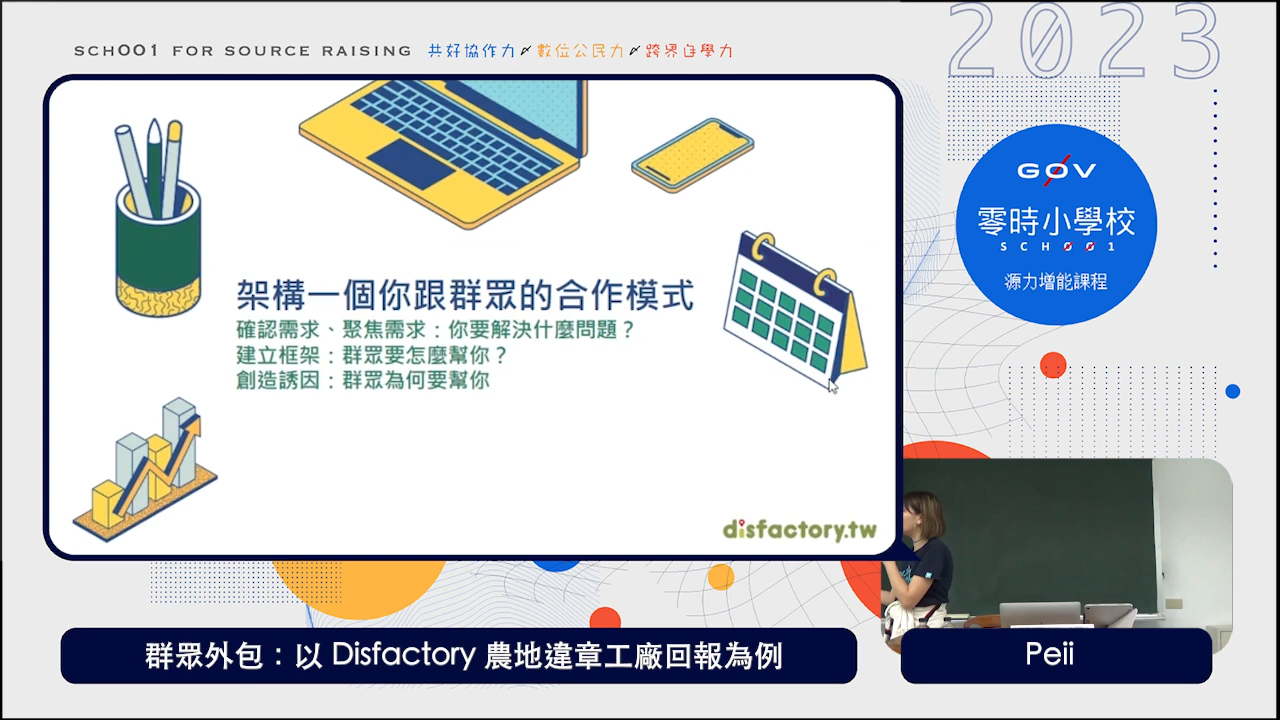 2023
SCHOO1 FOR SOURCE RAISING 共好協作力 數位公民力 跨界自學力
GØV
零時小學校
SCHØØ1
源力增能課程
架構一個你跟群眾的合作模式
確認需求、聚焦需求：你要解決什麼問題？
建立框架：群眾要怎麼幫你？
創造誘因：群眾為何要幫你
disfactory.tw
群眾外包：以 Disfactory 農地違章工廠回報為例
Peii